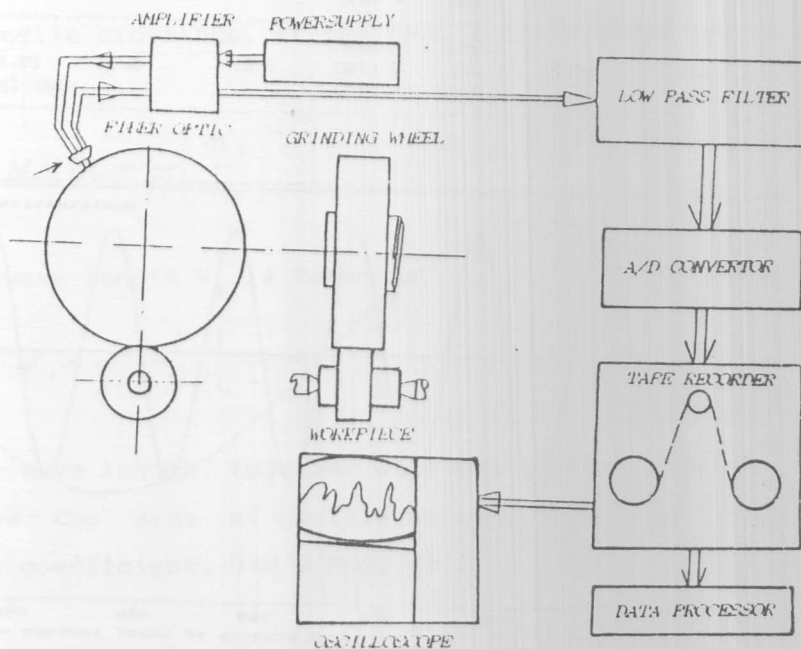 AMPLIFIER
POWERSUPPLY
LOW PASS FILTER
FIBER OPTIC
GRINDING WHEEL
A/D CONVERTOR
TAPE RECORDER
WORKPIECE
DATA PROCESSOR
OSCILLOSCOPE